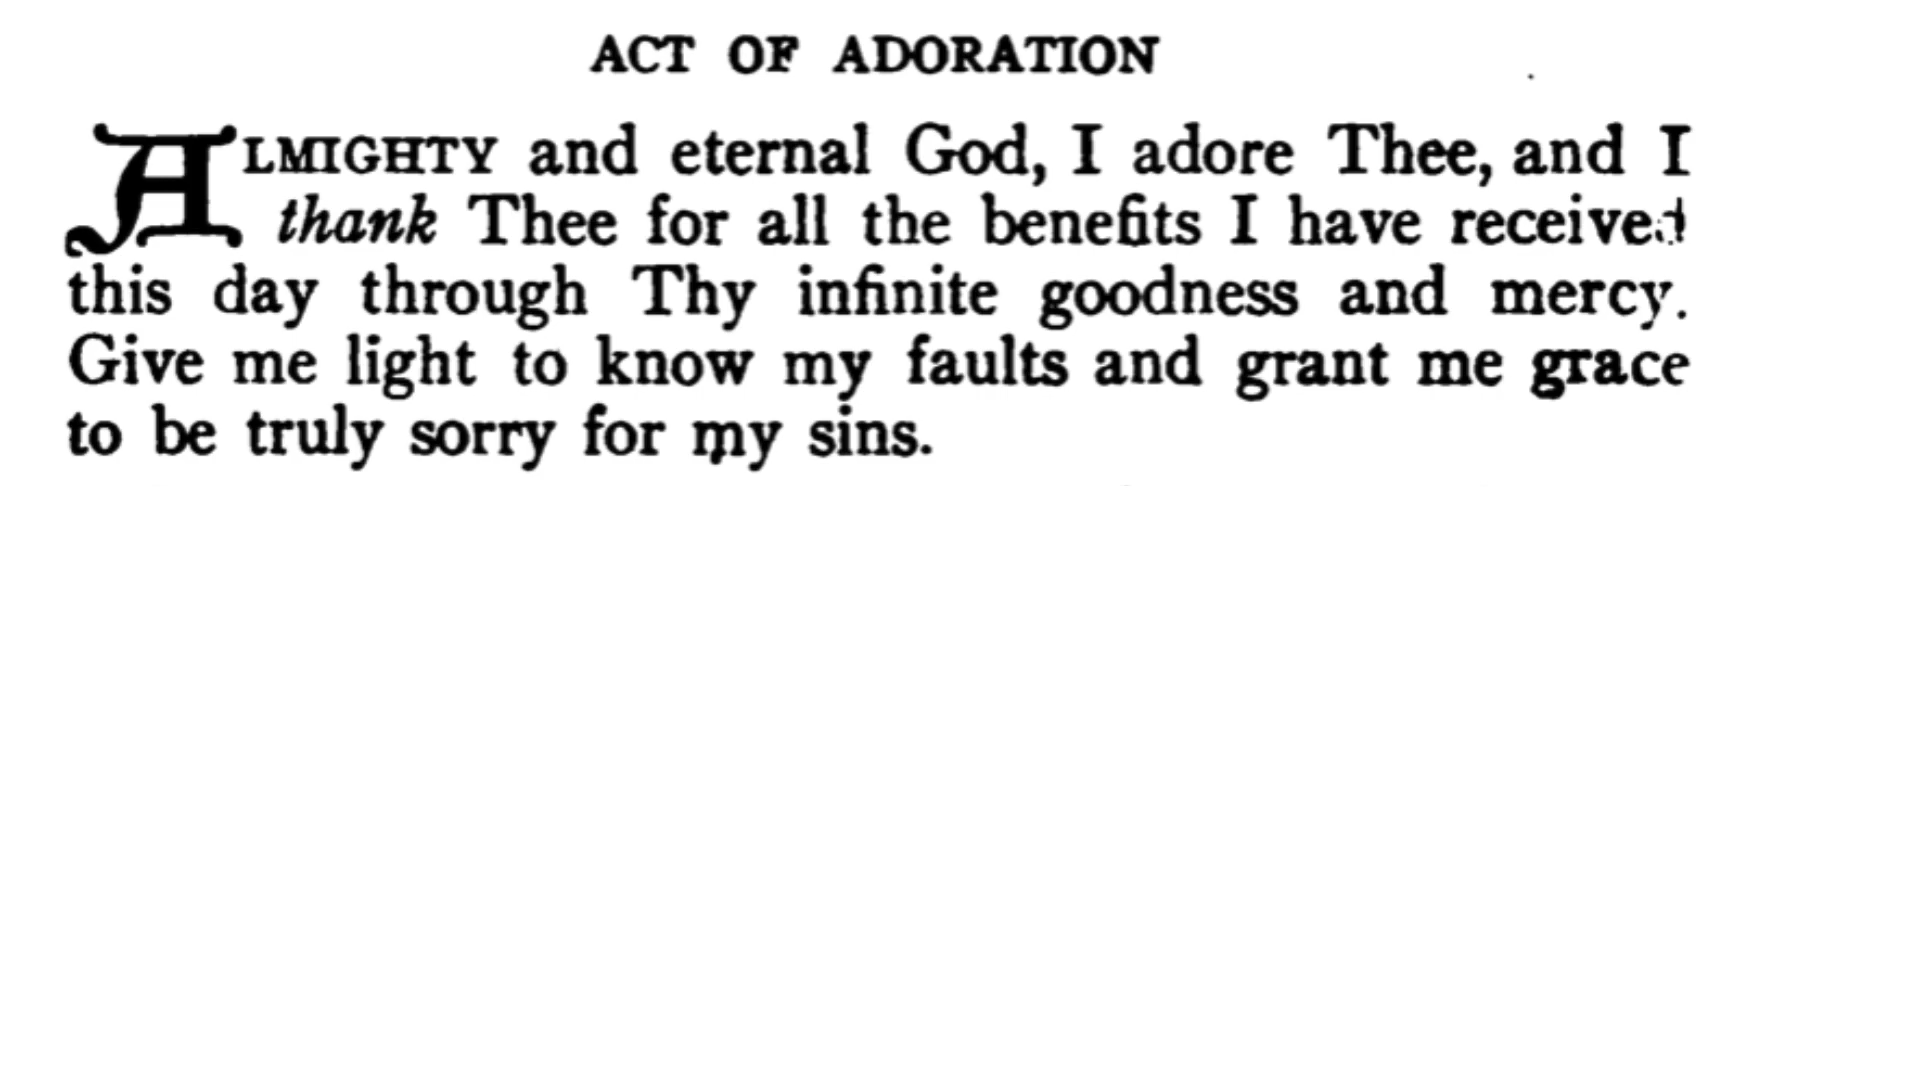 ACT OF ADORATION
ALMIGHTY and eternal God, I adore Thee, and I
thank Thee for all the benefits I have received
this day through Thy infinite goodness and mercy.
Give me light to know my faults and grant me grace
to be truly sorry for my sins.